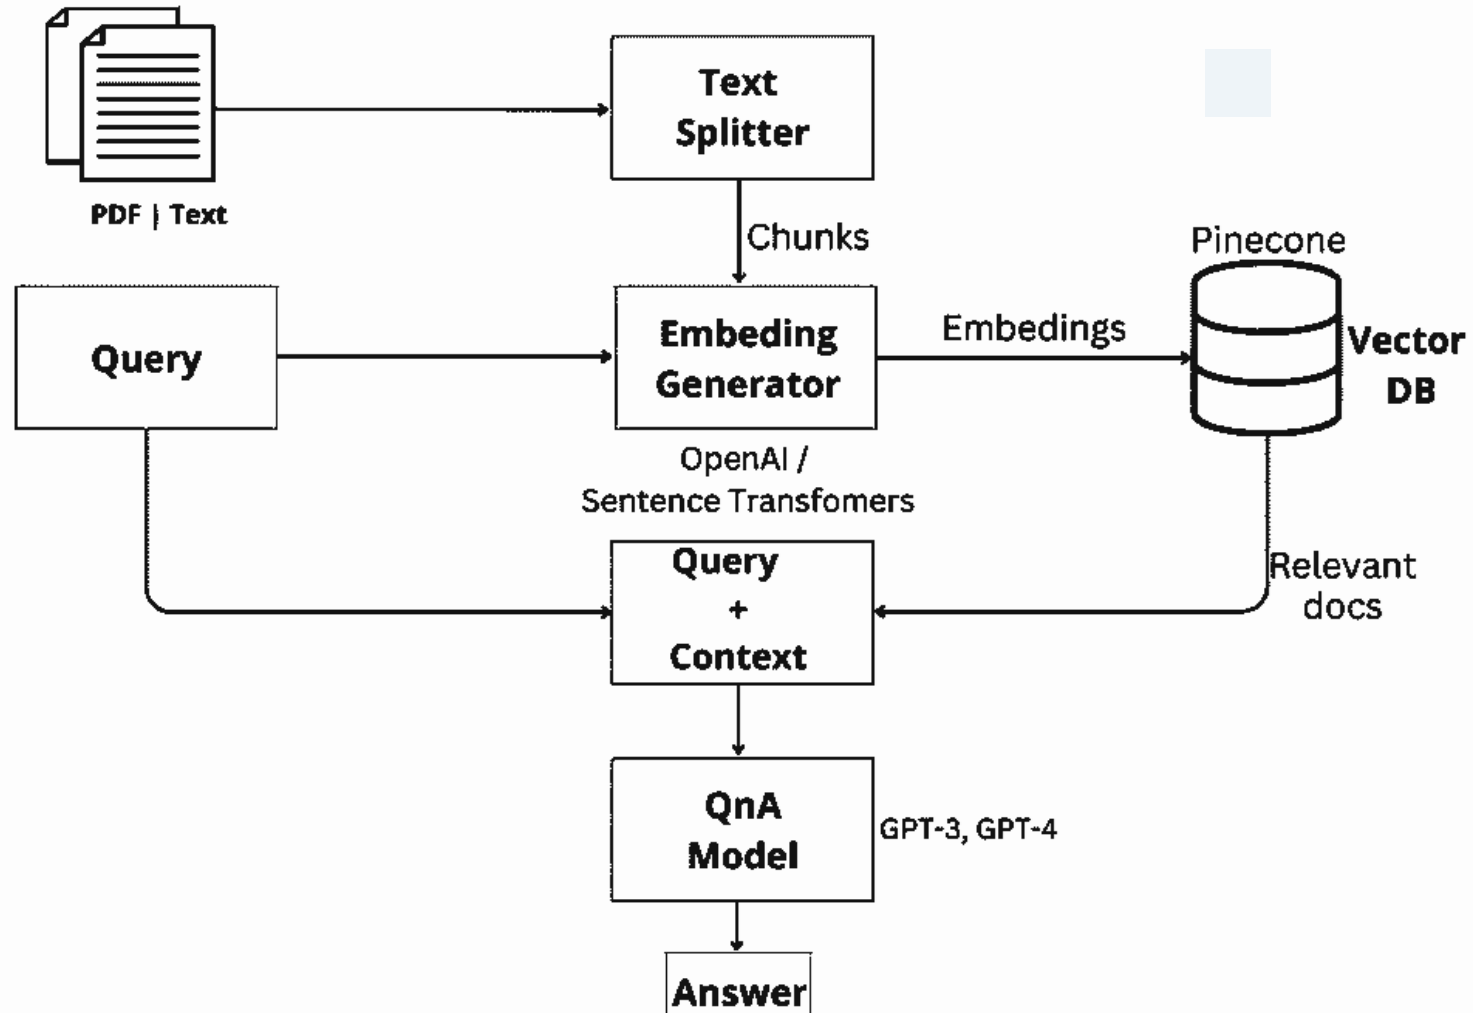 Text
Splitter
PDF | Text
Chunks
Pinecone
Query
Embeding
Generator
Embedings
Vector
DB
OpenAI /
Sentence Transfomers
Query
+
Context
Relevant
docs
QnA
Model
GPT-3, GPT-4
Answer